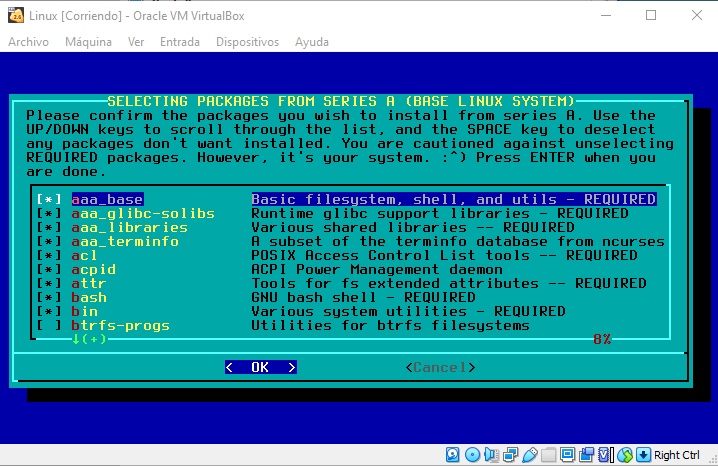 Linux [Corriendo] - Oracle VM VirtualBox
Archivo Máquina Ver Entrada Dispositivos Ayuda
SELECTING PACKAGES FROM SERIES A (BASE LINUX SYSTEM)
Please confirm the packages you wish to install from series A. Use the
UP/DOWN keys to scroll through the list, and the SPACE key to deselect
any packages don't want installed. You are cautioned against unselecting
REQUIRED packages. However, it's your system. :^) Press ENTER when you
are done.
[*] aaa_base Basic filesystem, shell, and utils - REQUIRED
[*] aaa_glibc-solibs Runtime glibc support libraries - REQUIRED
[*] aaa_libraries Various shared libraries -- REQUIRED
[*] aaa_terminfo A subset of the terminfo database from ncurses
[*] acl POSIX Access Control List tools -- REQUIRED
[*] acpid ACPI Power Management daemon
[*] attr Tools for fs extended attributes -- REQUIRED
[*] bash GNU bash shell - REQUIRED
[*] bin Various system utilities - REQUIRED
[ ] btrfs-progs Utilities for btrfs filesystems
↓(+) 8%
< OK > <Cancel>
Right Ctrl